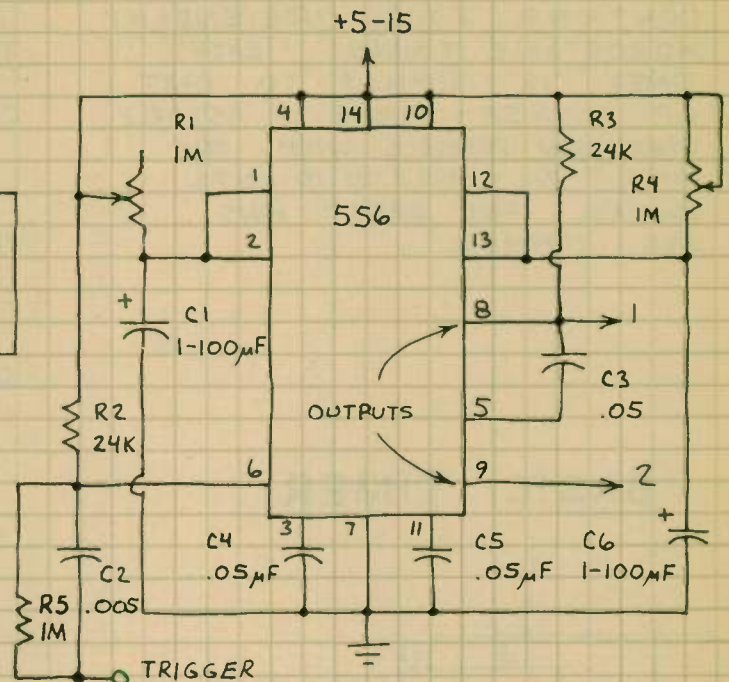 +5-15
4 14 10
R1
1M
R3
24K
R4
1M
1
2
556
12
13
8
1
+
C1
1-100µF
C3
.05
5
OUTPUTS
R2
24K
6
9
2
3 7 11
C4
.05µF
C5
.05µF
C6
1-100µF
+
C2
.005
R5
1M
TRIGGER